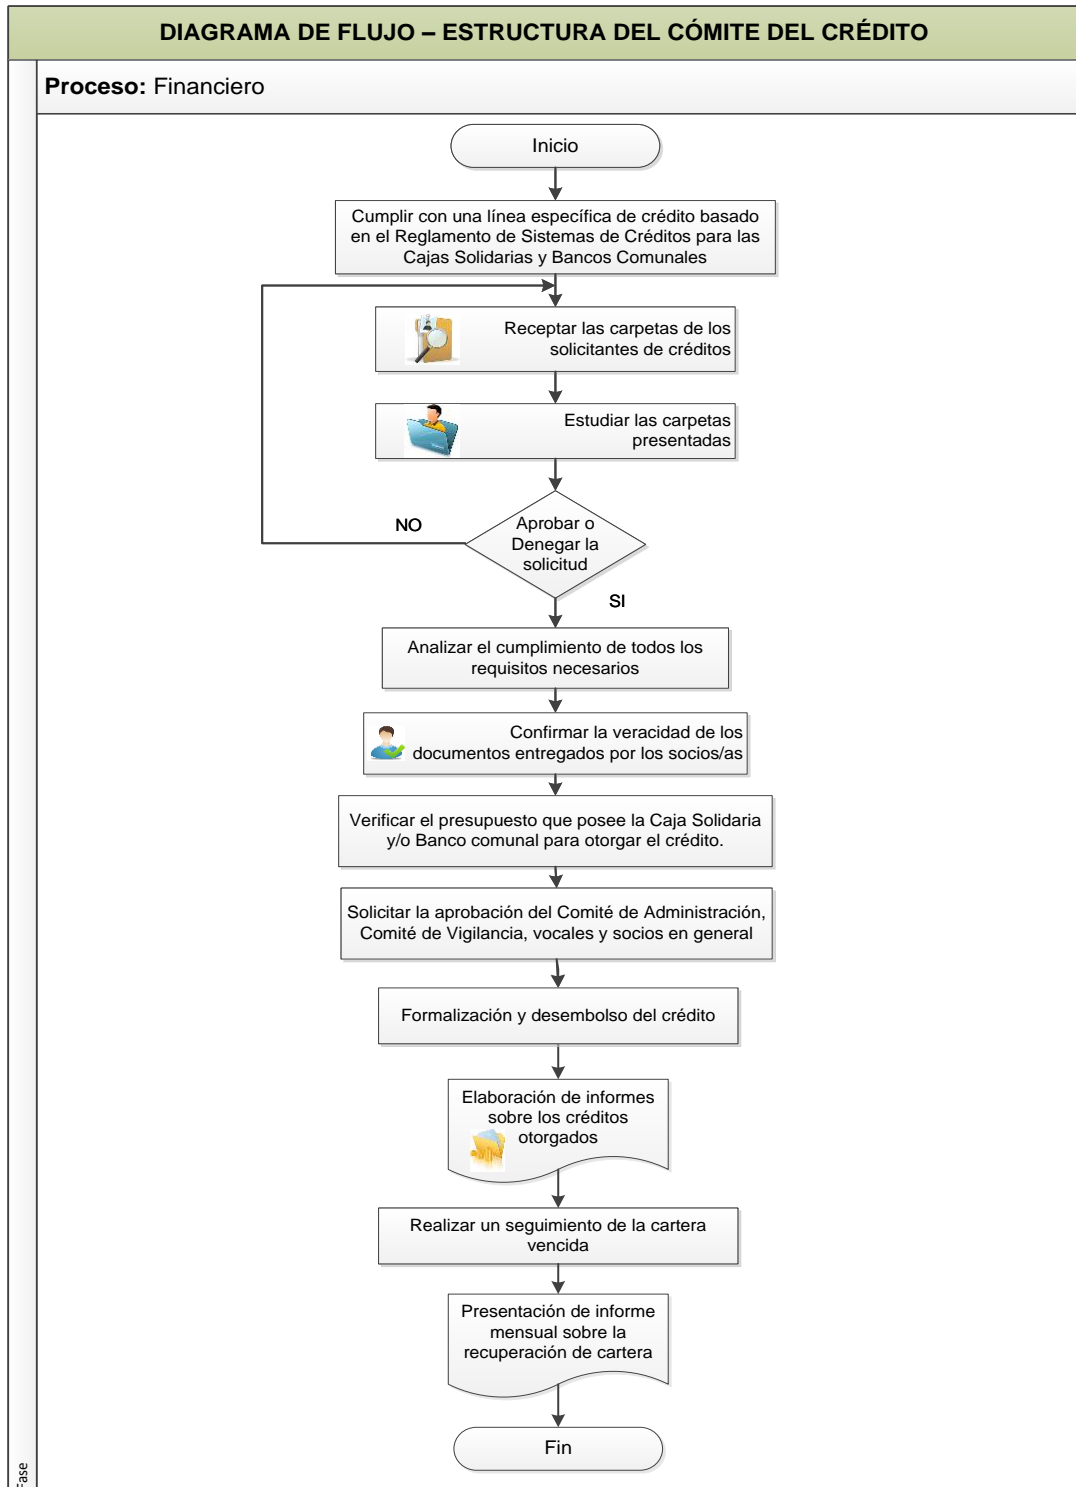 DIAGRAMA DE FLUJO – ESTRUCTURA DEL CÓMITE DEL CRÉDITO
Proceso: Financiero
Inicio
Cumplir con una línea específica de crédito basado
en el Reglamento de Sistemas de Créditos para las
Cajas Solidarias y Bancos Comunales
Receptar las carpetas de los
solicitantes de créditos
Estudiar las carpetas
presentadas
NO
Aprobar o
Denegar la
solicitud
SI
Analizar el cumplimiento de todos los
requisitos necesarios
Confirmar la veracidad de los
documentos entregados por los socios/as
Verificar el presupuesto que posee la Caja Solidaria
y/o Banco comunal para otorgar el crédito.
Solicitar la aprobación del Comité de Administración,
Comité de Vigilancia, vocales y socios en general
Formalización y desembolso del crédito
Elaboración de informes
sobre los créditos
otorgados
Realizar un seguimiento de la cartera
vencida
Presentación de informe
mensual sobre la
recuperación de cartera
Fin
Fase